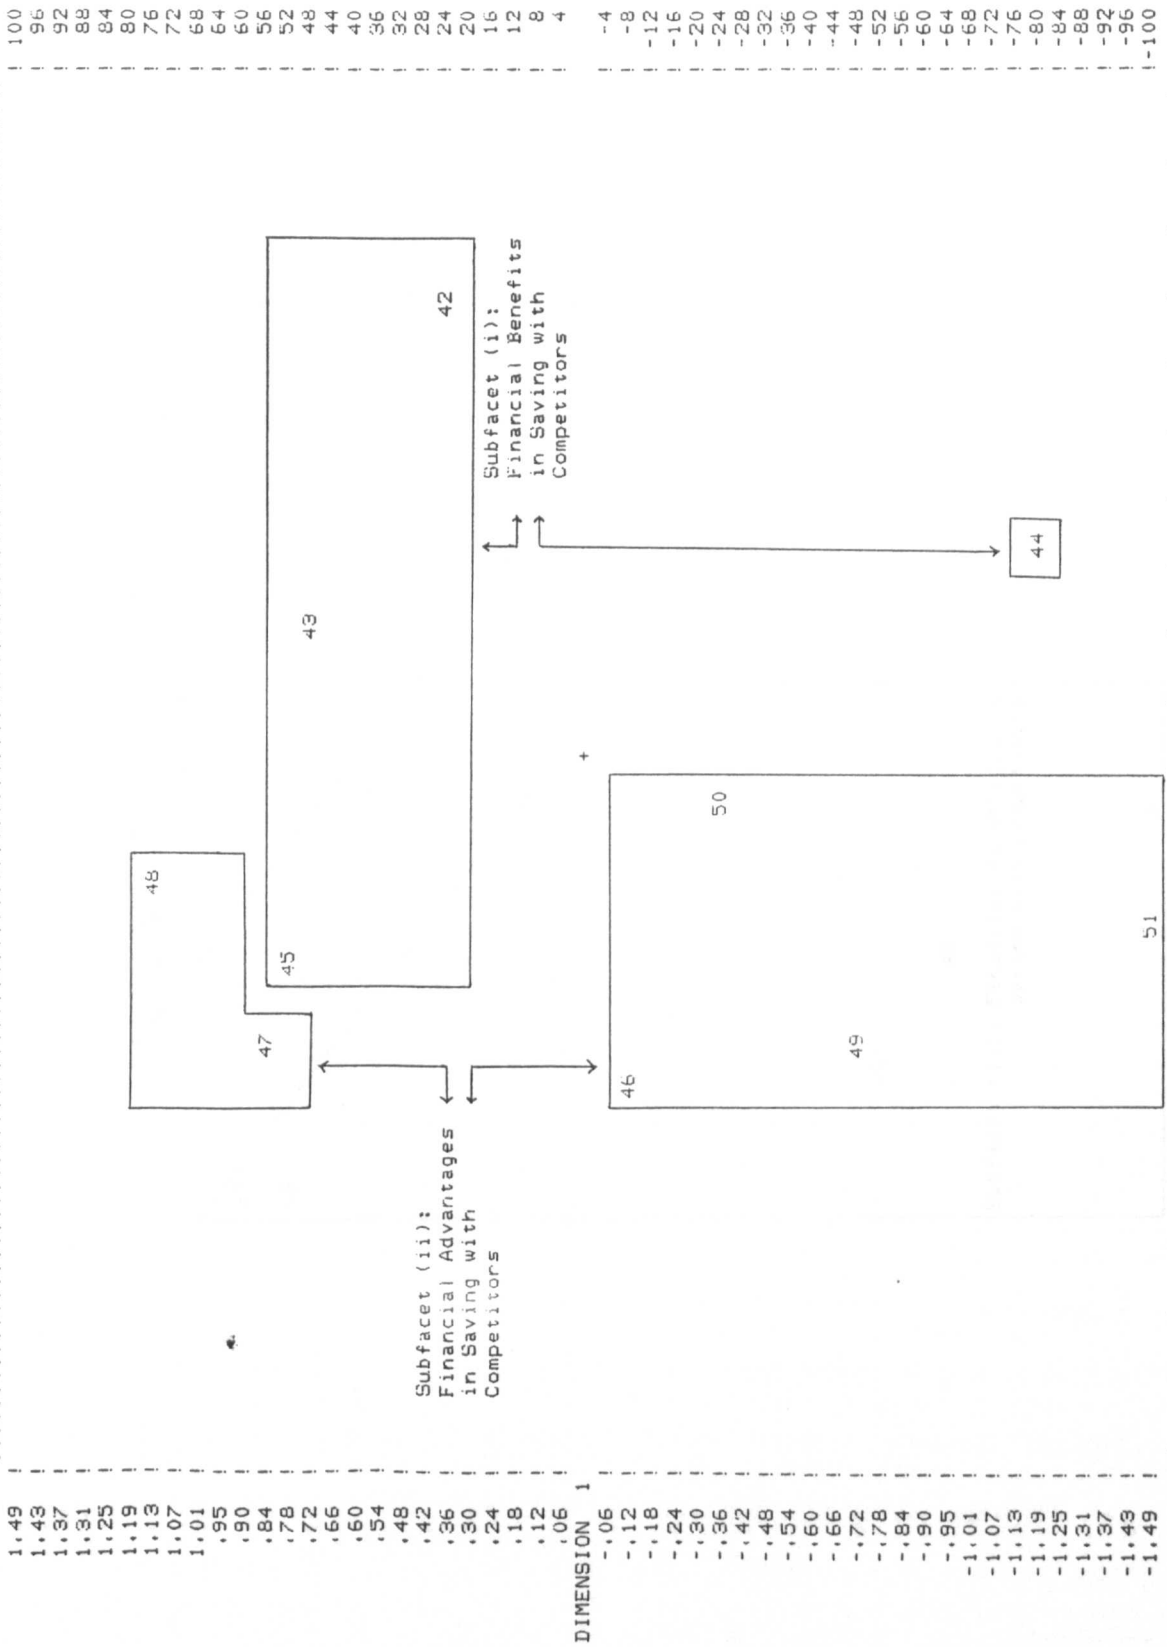 1.49 ! ! 100
1.43 ! ! 96
1.37 ! ! 92
1.31 ! ! 88
1.25 ! ! 84
1.19 ! ! 80
1.13 ! 48 ! 76
1.07 ! ! 72
1.01 ! ! 68
.95 ! ! 64
.90 ! ! 60
.84 ! 47 ! 56
.78 ! 45 ! 52
.72 ! 43 ! 48
.66 ! ! 44
.60 ! ! 40
.54 ! ! 36
.48 ! ! 32
.42 ! Subfacet (ii): ! 28
.36 ! Financial Advantages 42 ! 24
.30 ! in Saving with ! 20
.24 ! Competitors Subfacet (i): ! 16
.18 ! Financial Benefits ! 12
.12 ! in Saving with ! 8
.06 ! Competitors ! 4
DIMENSION 1 +
-.06 ! ! -4
-.12 ! 46 ! -8
-.18 ! ! -12
-.24 ! ! -16
-.30 ! ! -20
-.36 ! 50 ! -24
-.42 ! ! -28
-.48 ! ! -32
-.54 ! ! -36
-.60 ! ! -40
-.66 ! ! -44
-.72 ! 49 ! -48
-.78 ! ! -52
-.84 ! ! -56
-.90 ! ! -60
-.95 ! ! -64
-1.01 ! ! -68
-1.07 ! ! -72
-1.13 ! ! -76
-1.19 ! 44 ! -80
-1.25 ! ! -84
-1.31 ! ! -88
-1.37 ! ! -92
-1.43 ! ! -96
-1.49 ! 51 !-100